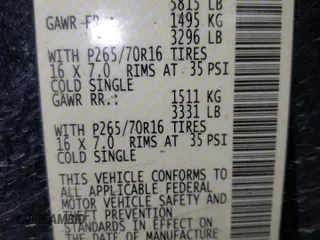 5815 LB
GAWR FR.: 1495 KG
3296 LB
WITH P265/70R16 TIRES
16 X 7.0 RIMS AT 35 PSI
COLD SINGLE
GAWR RR.: 1511 KG
3331 LB
WITH P265/70R16 TIRES
16 X 7.0 RIMS AT 35 PSI
COLD SINGLE
THIS VEHICLE CONFORMS TO
ALL APPLICABLE FEDERAL
MOTOR VEHICLE SAFETY AND
THEFT PREVENTION
STANDARDS IN EFFECT ON
THE DATE OF MANUFACTURE